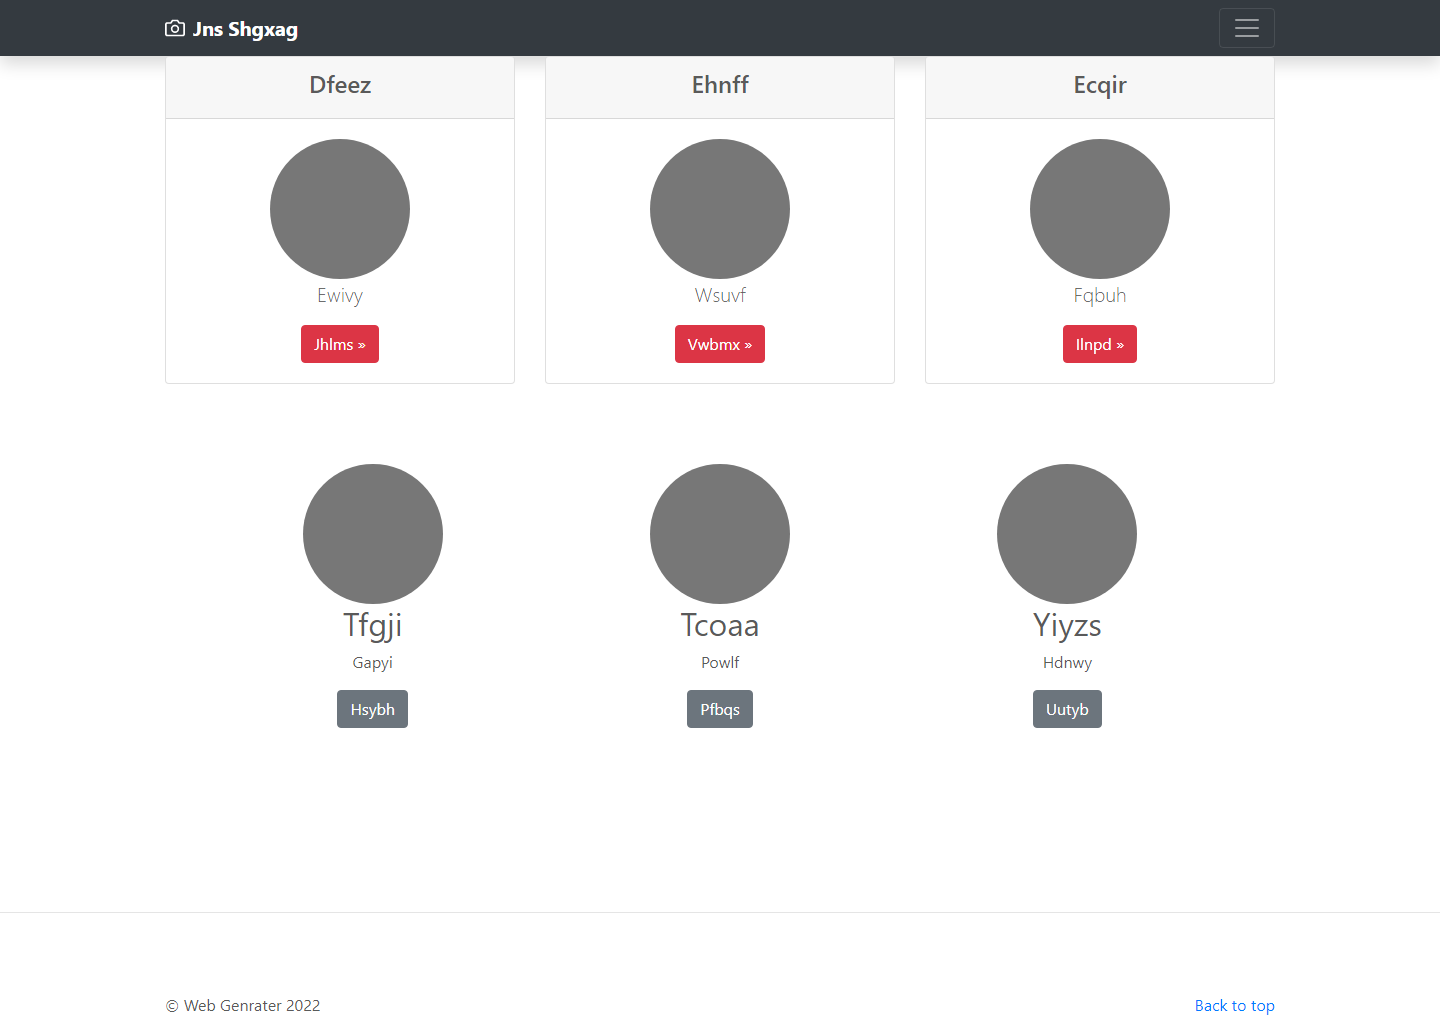 Jns Shgxag
Dfeez
Ehnff
Ecqir
Ewivy
Wsuvf
Fqbuh
Jhlms »
Vwbmx »
Ilnpd »
Tfgji
Tcoaa
Yiyzs
Gapyi
Powlf
Hdnwy
Hsybh
Pfbqs
Uutyb
© Web Genrater 2022
Back to top